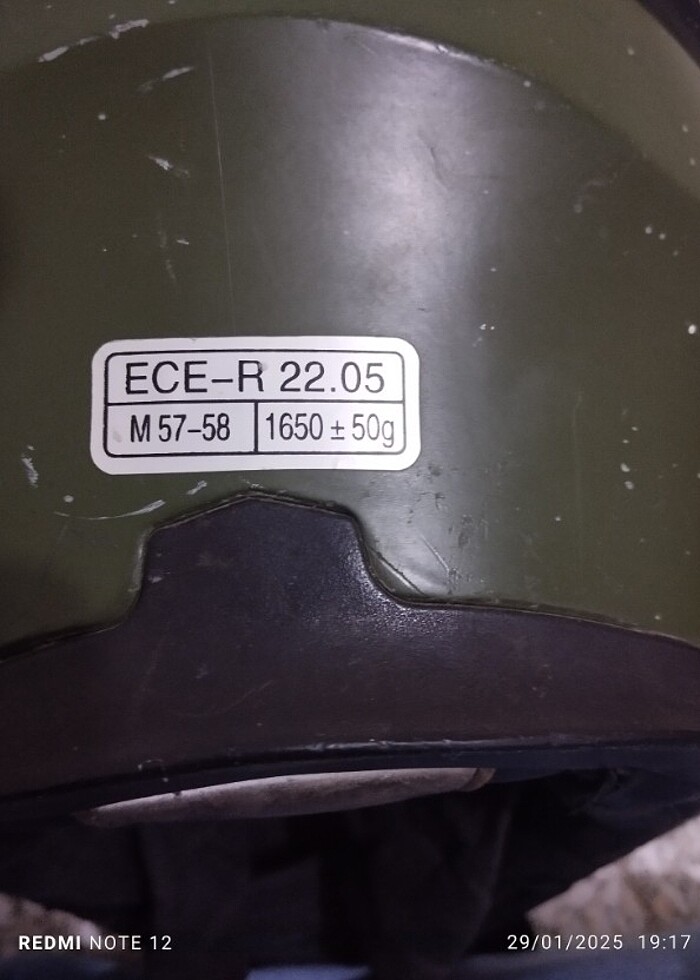 ECE-R 22.05
M 57-58 1650 ± 50g
REDMI NOTE 12 29/01/2025 19:17